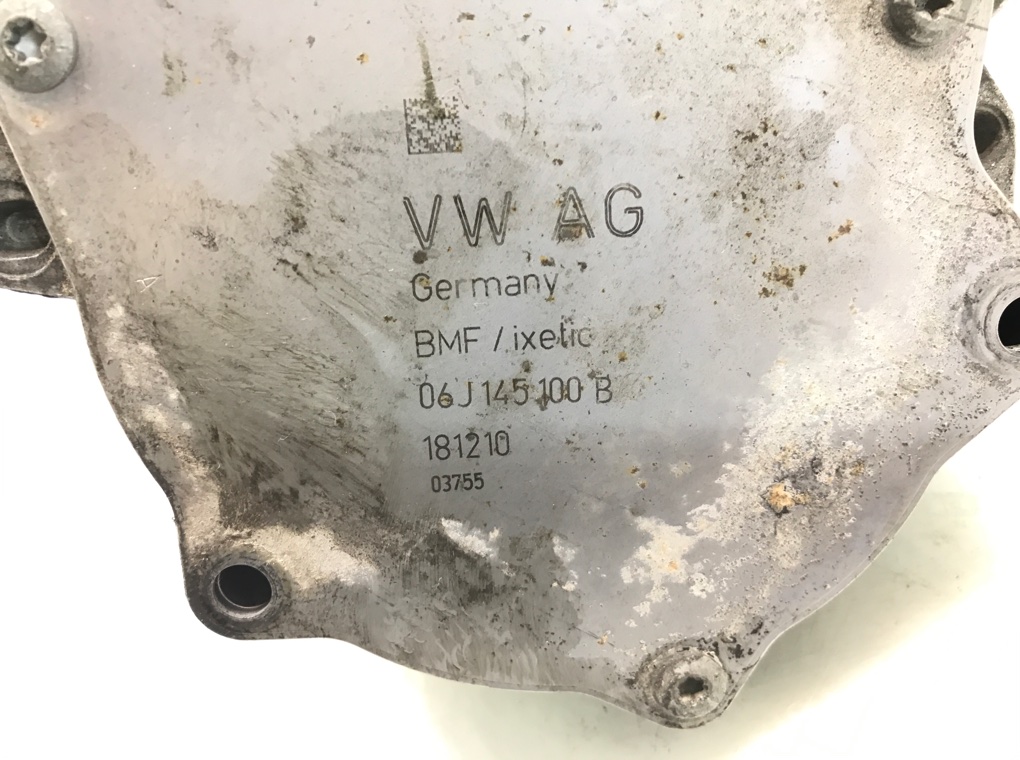 VW AG
Germany
BMF / ixetic
06J 145 100 B
181210
03755